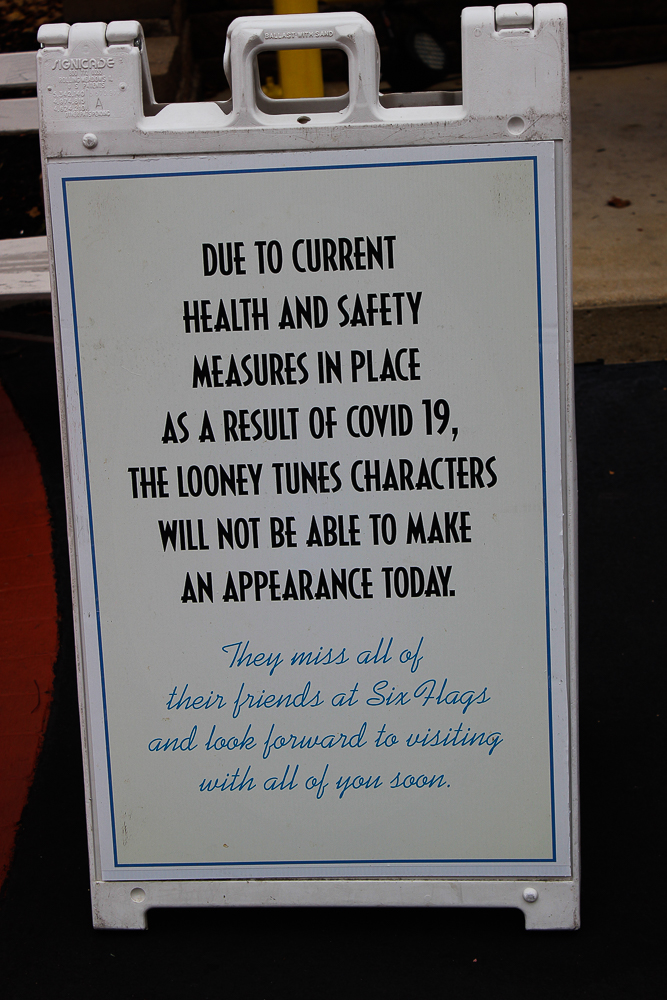 BALLAST WITH SAND
SIGNICADE
DUE TO CURRENT
HEALTH AND SAFETY
MEASURES IN PLACE
AS A RESULT OF COVID 19,
THE LOONEY TUNES CHARACTERS
WILL NOT BE ABLE TO MAKE
AN APPEARANCE TODAY.
They miss all of
their friends at Six Flags
and look forward to visiting
with all of you soon.